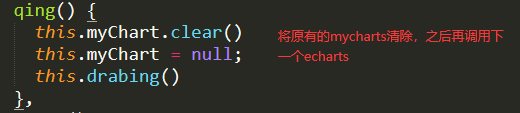 qing() {
this.myChart.clear()
将原有的mycharts清除，之后再调用下
一个echarts
this.myChart = null;
this.drabing()
},